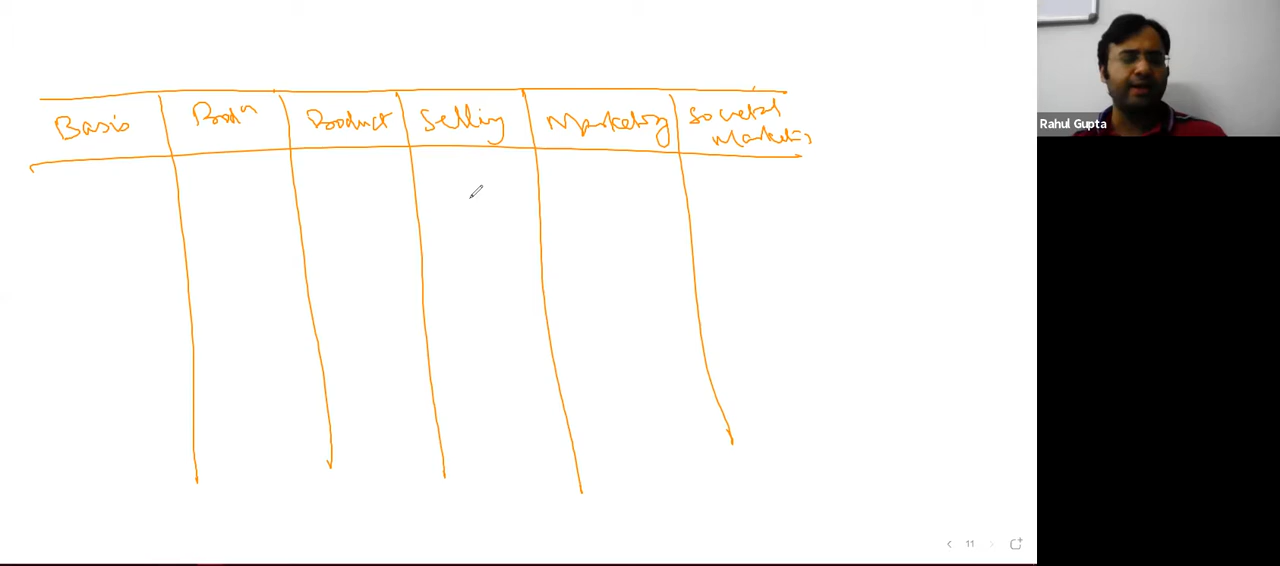 Basis
Prodn
Product
Selling
Marketing
Societal
Marketing
Rahul Gupta
11